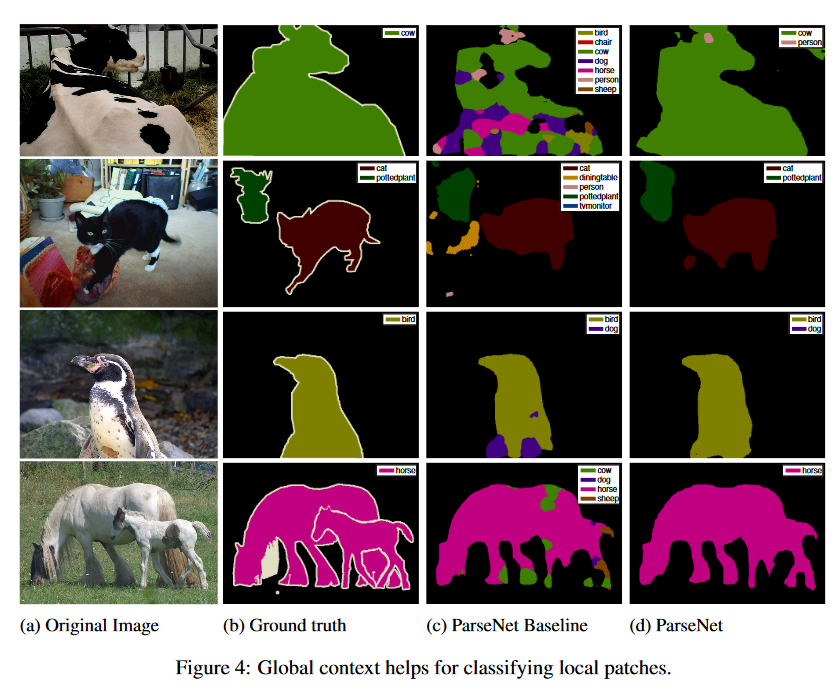 cow
bird
chair
cow
dog
horse
person
sheep
cow
person
cat
pottedplant
cat
diningtable
person
pottedplant
tvmonitor
cat
pottedplant
bird
bird
dog
bird
dog
horse
cow
dog
horse
sheep
horse
(a) Original Image (b) Ground truth (c) ParseNet Baseline (d) ParseNet
Figure 4: Global context helps for classifying local patches.